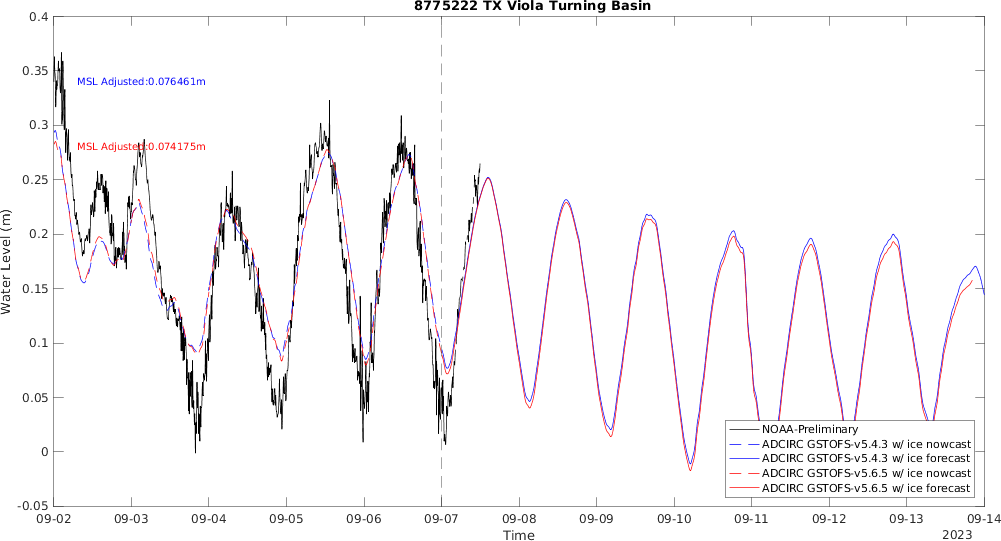 8775222 TX Viola Turning Basin
0.4
0.35
0.3
0.25
0.2
0.15
0.1
0.05
0
-0.05
Water Level (m)
MSL Adjusted:0.076461m
MSL Adjusted:0.074175m
NOAA-Preliminary
ADCIRC GSTOFS-v5.4.3 w/ ice nowcast
ADCIRC GSTOFS-v5.4.3 w/ ice forecast
ADCIRC GSTOFS-v5.6.5 w/ ice nowcast
ADCIRC GSTOFS-v5.6.5 w/ ice forecast
09-02 09-03 09-04 09-05 09-06 09-07 09-08 09-09 09-10 09-11 09-12 09-13 09-14
Time
2023